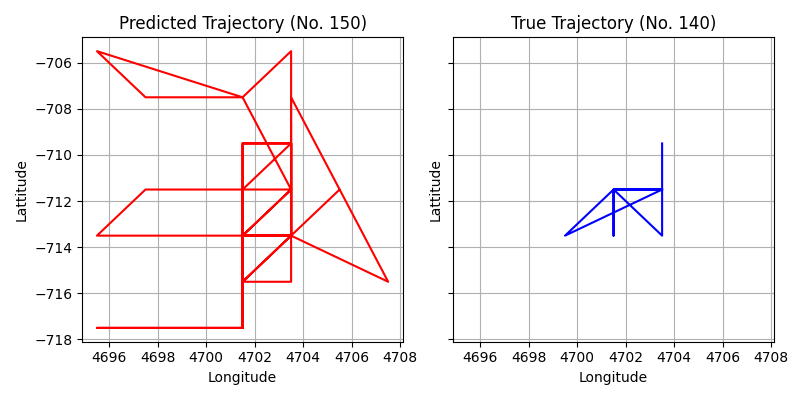 Predicted Trajectory (No. 150)
True Trajectory (No. 140)
Lattitude
−706
−708
−710
−712
−714
−716
−718
4696 4698 4700 4702 4704 4706 4708
Longitude
Lattitude
4696 4698 4700 4702 4704 4706 4708
Longitude